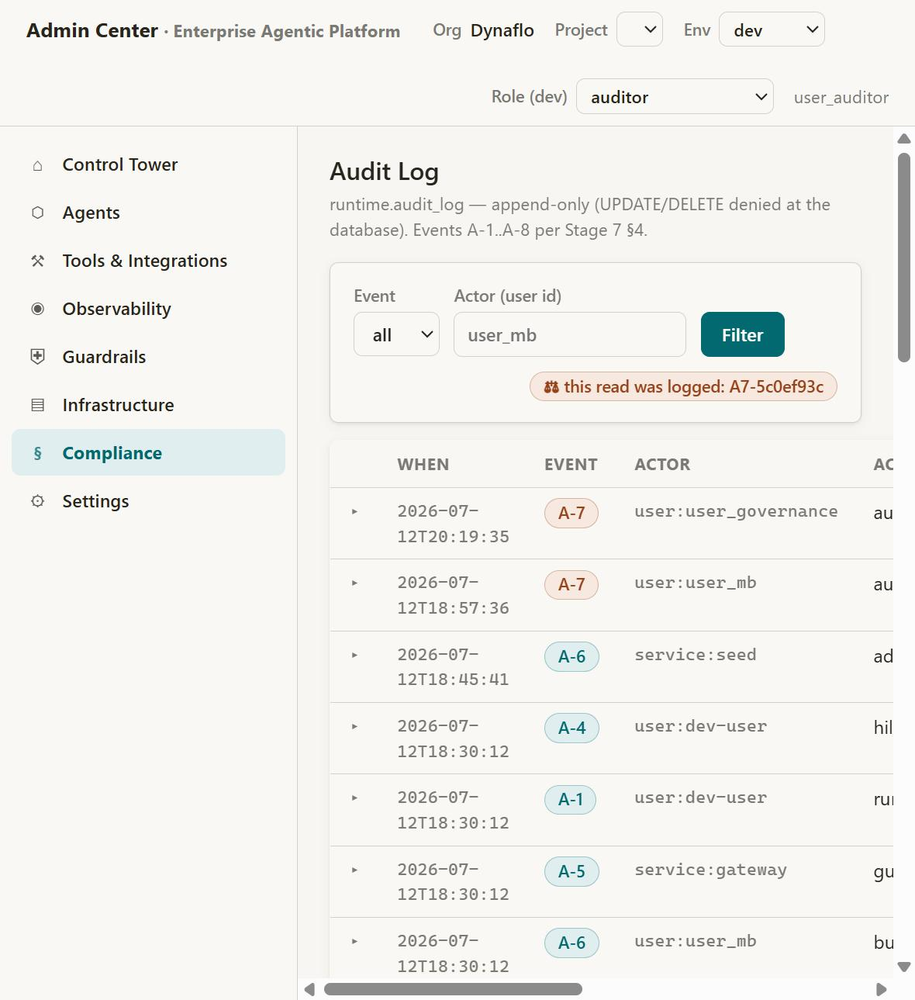 Admin Center · Enterprise Agentic Platform Org Dynaflo Project Env dev
Role (dev) auditor user_auditor
Control Tower
Agents
Tools & Integrations
Observability
Guardrails
Infrastructure
§ Compliance
Settings
Audit Log
runtime.audit_log — append-only (UPDATE/DELETE denied at the
database). Events A-1..A-8 per Stage 7 §4.
Event Actor (user id)
all user_mb Filter
this read was logged: A7-5c0ef93c
WHEN EVENT ACTOR AC
2026-07-
12T20:19:35 A-7 user:user_governance au
2026-07-
12T18:57:36 A-7 user:user_mb au
2026-07-
12T18:45:41 A-6 service:seed ad
2026-07-
12T18:30:12 A-4 user:dev-user hil
2026-07-
12T18:30:12 A-1 user:dev-user ru
2026-07-
12T18:30:12 A-5 service:gateway gu
2026-07-
12T18:30:12 A-6 user:user_mb bu